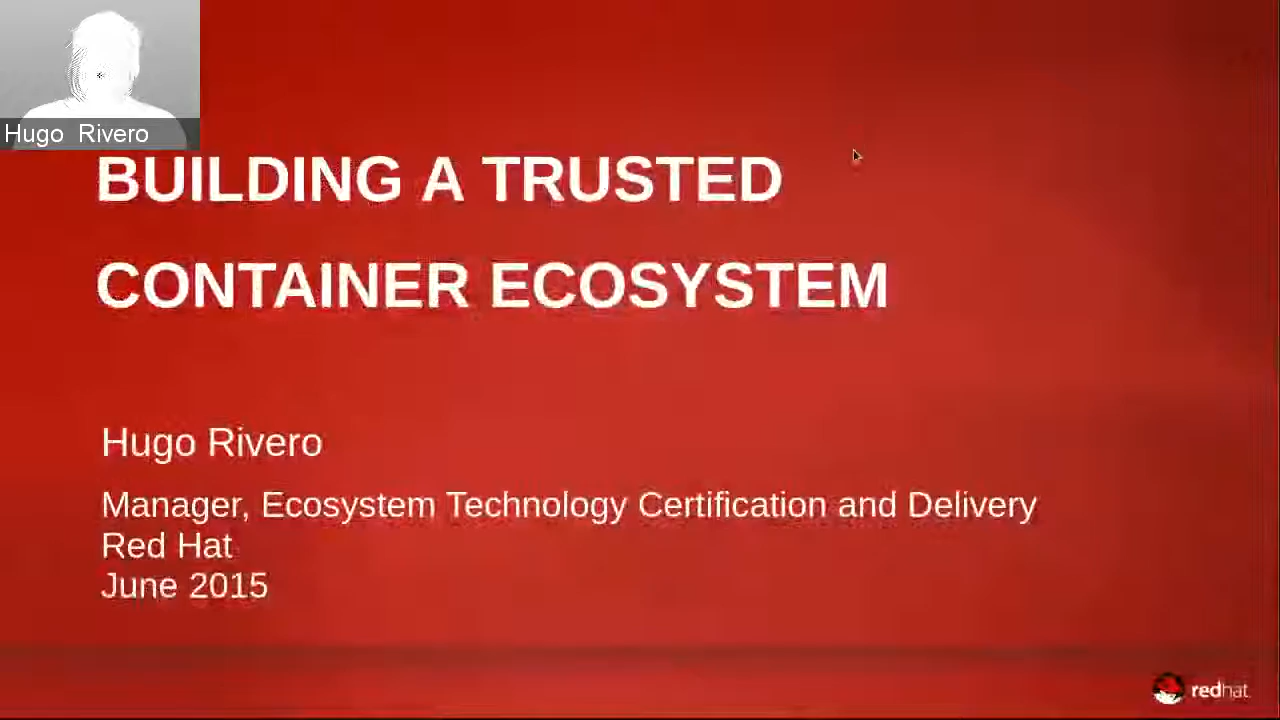 Hugo Rivero
BUILDING A TRUSTED
CONTAINER ECOSYSTEM
Hugo Rivero
Manager, Ecosystem Technology Certification and Delivery
Red Hat
June 2015
redhat.